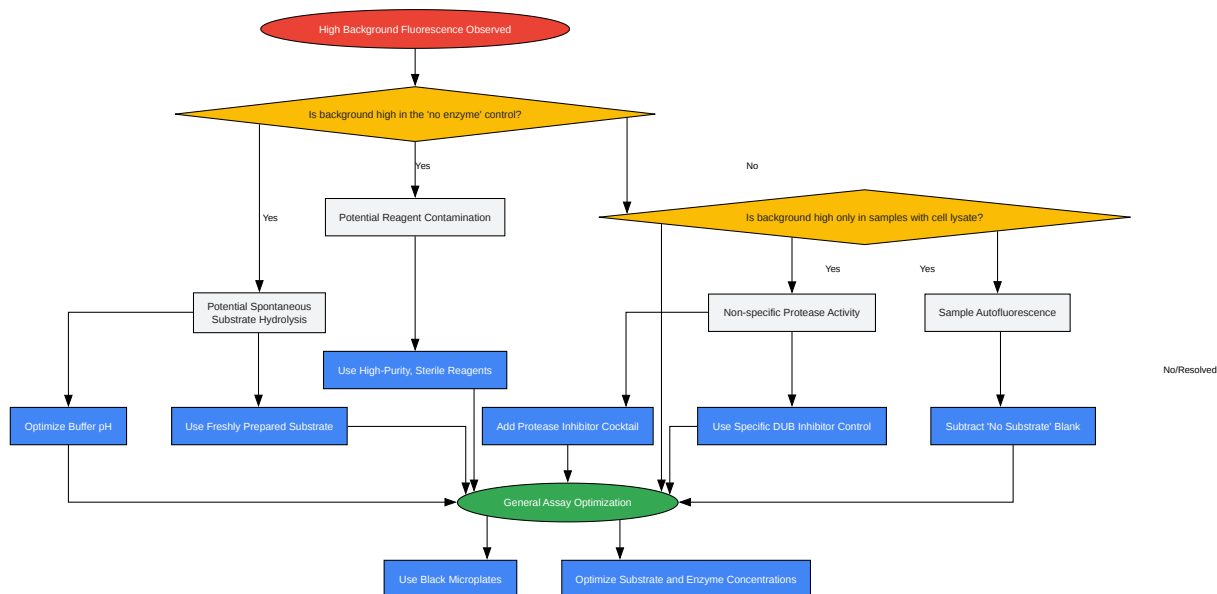 High Background Fluorescence Observed
Is background high in the 'no enzyme' control?
Yes
No
Yes
Potential Reagent Contamination
Is background high only in samples with cell lysate?
Yes
Yes
Potential Spontaneous
Substrate Hydrolysis
Non-specific Protease Activity
Sample Autofluorescence
Use High-Purity, Sterile Reagents
No/Resolved
Optimize Buffer pH
Use Freshly Prepared Substrate
Add Protease Inhibitor Cocktail
Use Specific DUB Inhibitor Control
Subtract 'No Substrate' Blank
General Assay Optimization
Use Black Microplates
Optimize Substrate and Enzyme Concentrations